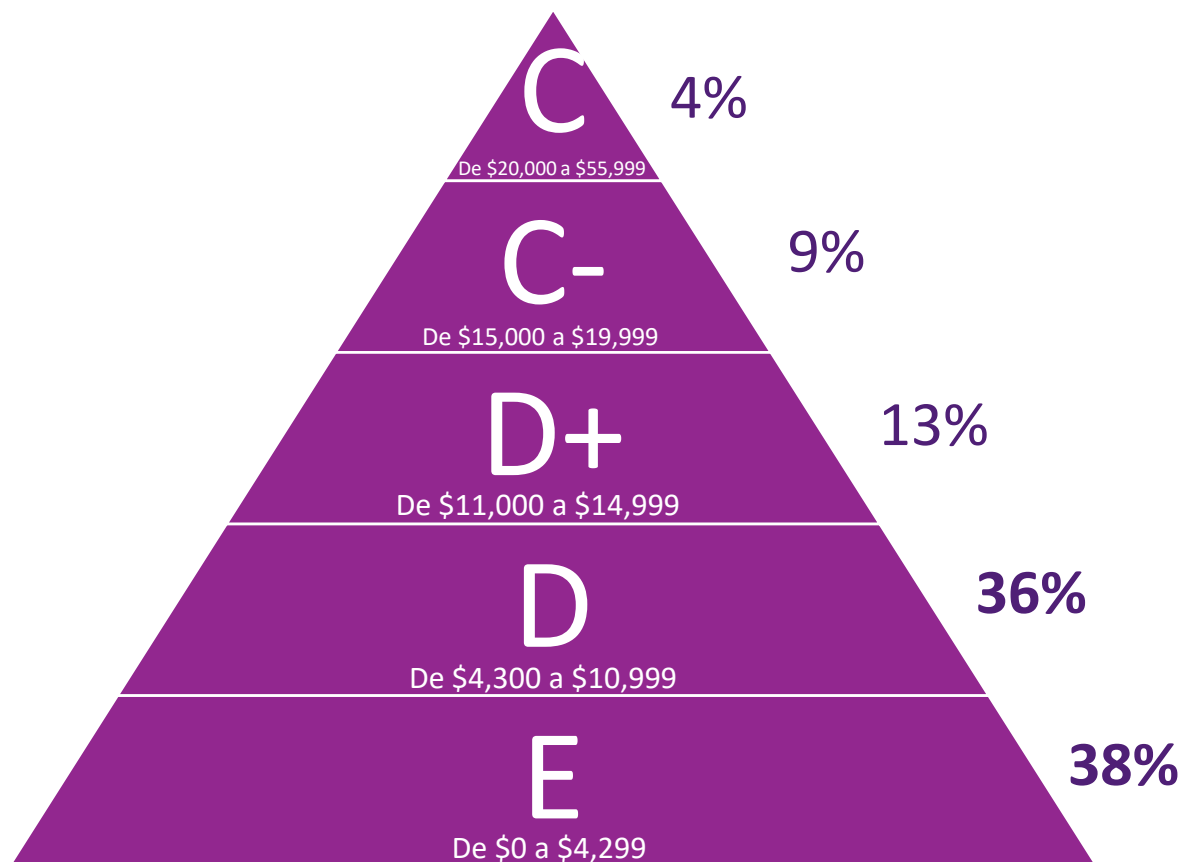 C
4%
De $20,000 a $55,999
C-
9%
De $15,000 a $19,999
D+
13%
De $11,000 a $14,999
D
36%
De $4,300 a $10,999
E
38%
De $0 a $4,299